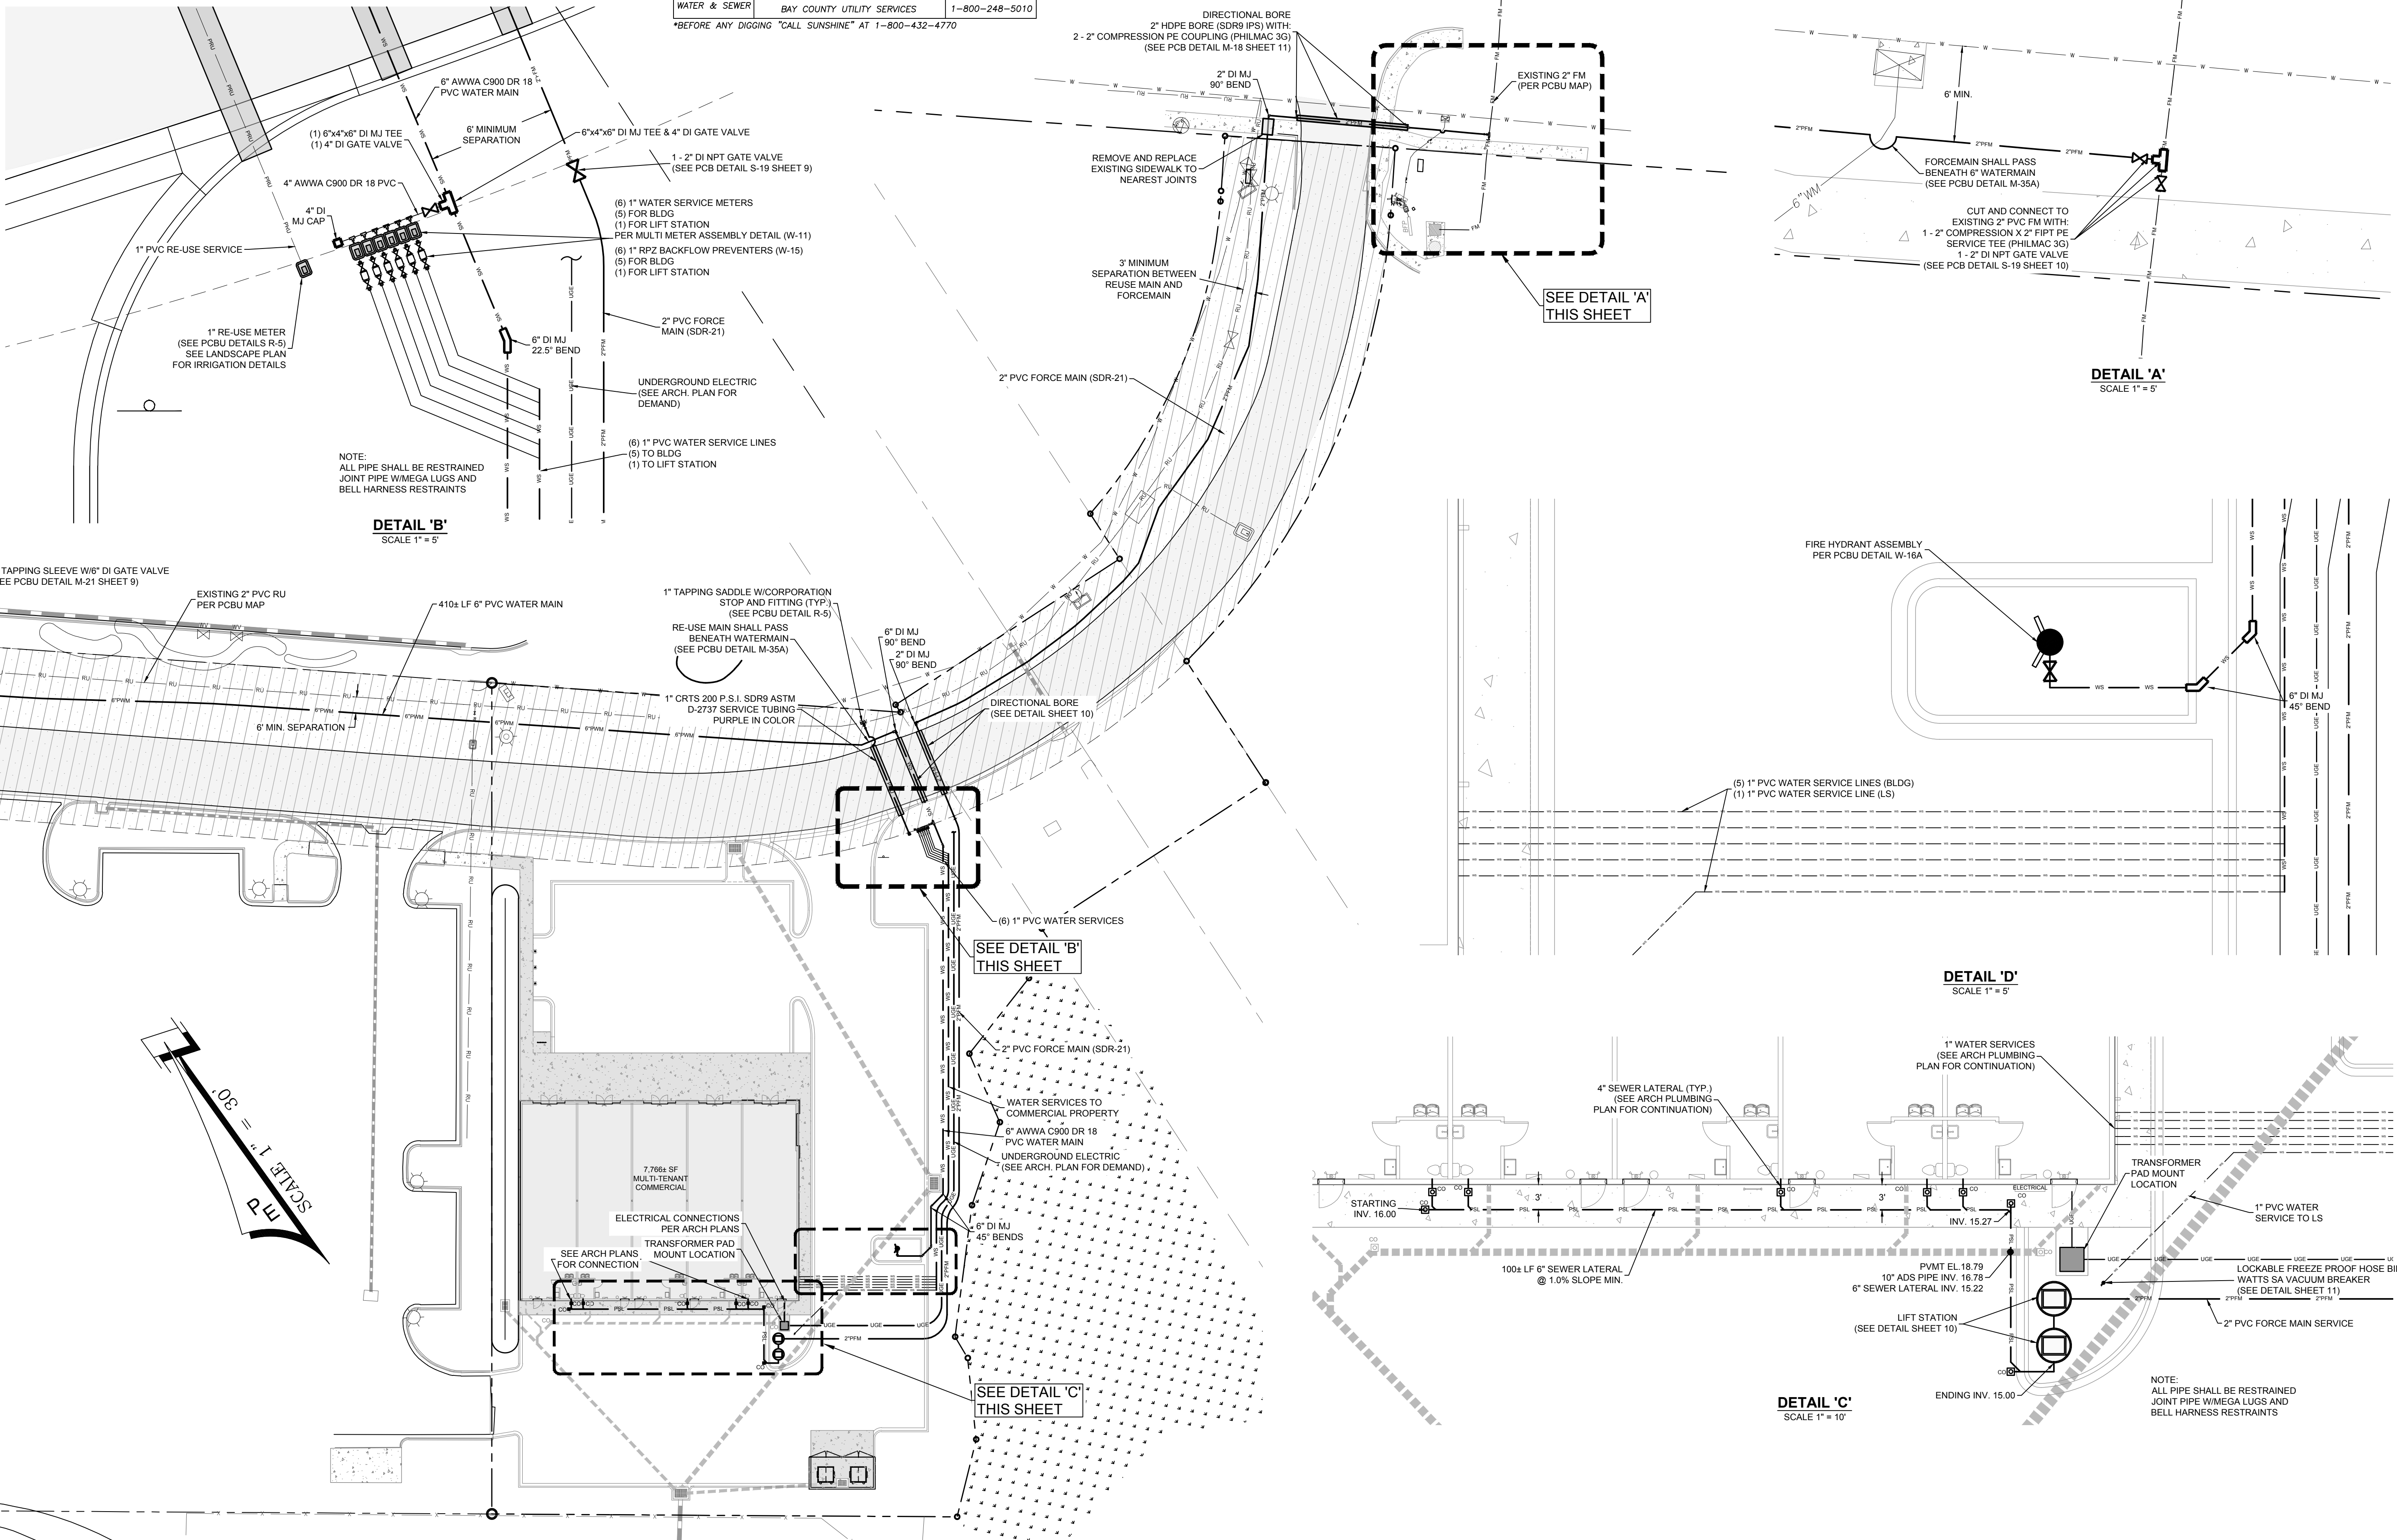 WATER & SEWER
BAY COUNTY UTILITY SERVICES
1-800-248-5010
*BEFORE ANY DIGGING "CALL SUNSHINE" AT 1-800-432-4770
6" AWWA C900 DR 18
PVC WATER MAIN
(1) 6"x4"x6" DI MJ TEE
(1) 4" DI GATE VALVE
6' MINIMUM
SEPARATION
6"x4"x6" DI MJ TEE & 4" DI GATE VALVE
1 - 2" DI NPT GATE VALVE
(SEE PCB DETAIL S-19 SHEET 9)
4" AWWA C900 DR 18 PVC
4" DI
MJ CAP
1" PVC RE-USE SERVICE
(6) 1" WATER SERVICE METERS
(5) FOR BLDG
(1) FOR LIFT STATION
PER MULTI METER ASSEMBLY DETAIL (W-11)
(6) 1" RPZ BACKFLOW PREVENTERS (W-15)
(5) FOR BLDG
(1) FOR LIFT STATION
1" RE-USE METER
(SEE PCBU DETAILS R-5)
SEE LANDSCAPE PLAN
FOR IRRIGATION DETAILS
2" PVC FORCE
MAIN (SDR-21)
6" DI MJ
22.5° BEND
UNDERGROUND ELECTRIC
(SEE ARCH. PLAN FOR
DEMAND)
(6) 1" PVC WATER SERVICE LINES
(5) TO BLDG
(1) TO LIFT STATION
NOTE:
ALL PIPE SHALL BE RESTRAINED
JOINT PIPE W/MEGA LUGS AND
BELL HARNESS RESTRAINTS
DETAIL 'B'
SCALE 1" = 5'
DIRECTIONAL BORE
2" HDPE BORE (SDR9 IPS) WITH:
2 - 2" COMPRESSION PE COUPLING (PHILMAC 3G)
(SEE PCB DETAIL M-18 SHEET 11)
2" DI MJ
90° BEND
EXISTING 2" FM
(PER PCBU MAP)
REMOVE AND REPLACE
EXISTING SIDEWALK TO
NEAREST JOINTS
3' MINIMUM
SEPARATION BETWEEN
REUSE MAIN AND
FORCEMAIN
SEE DETAIL 'A'
THIS SHEET
2" PVC FORCE MAIN (SDR-21)
6' MIN.
FORCEMAIN SHALL PASS
BENEATH 6" WATERMAIN
(SEE PCBU DETAIL M-35A)
6"WM
CUT AND CONNECT TO
EXISTING 2" PVC FM WITH:
1 - 2" COMPRESSION X 2" FIPT PE
SERVICE TEE (PHILMAC 3G)
1 - 2" DI NPT GATE VALVE
(SEE PCB DETAIL S-19 SHEET 10)
DETAIL 'A'
SCALE 1" = 5'
TAPPING SLEEVE W/6" DI GATE VALVE
EE PCBU DETAIL M-21 SHEET 9)
EXISTING 2" PVC RU
PER PCBU MAP
410± LF 6" PVC WATER MAIN
6' MIN. SEPARATION
1" TAPPING SADDLE W/CORPORATION
STOP AND FITTING (TYP.)
(SEE PCBU DETAIL R-5)
RE-USE MAIN SHALL PASS
BENEATH WATERMAIN
(SEE PCBU DETAIL M-35A)
6" DI MJ
90° BEND
2" DI MJ
90° BEND
1" CRTS 200 P.S.I. SDR9 ASTM
D-2737 SERVICE TUBING
PURPLE IN COLOR
DIRECTIONAL BORE
(SEE DETAIL SHEET 10)
(6) 1" PVC WATER SERVICES
SEE DETAIL 'B'
THIS SHEET
2" PVC FORCE MAIN (SDR-21)
WATER SERVICES TO
COMMERCIAL PROPERTY
6" AWWA C900 DR 18
PVC WATER MAIN
UNDERGROUND ELECTRIC
(SEE ARCH. PLAN FOR DEMAND)
7,766± SF
MULTI-TENANT
COMMERCIAL
ELECTRICAL CONNECTIONS
PER ARCH PLANS
TRANSFORMER PAD
MOUNT LOCATION
SEE ARCH PLANS
FOR CONNECTION
6" DI MJ
45° BENDS
SEE DETAIL 'C'
THIS SHEET
SCALE 1" = 30'
PE
FIRE HYDRANT ASSEMBLY
PER PCBU DETAIL W-16A
6" DI MJ
45° BEND
(5) 1" PVC WATER SERVICE LINES (BLDG)
(1) 1" PVC WATER SERVICE LINE (LS)
DETAIL 'D'
SCALE 1" = 5'
1" WATER SERVICES
(SEE ARCH PLUMBING
PLAN FOR CONTINUATION)
4" SEWER LATERAL (TYP.)
(SEE ARCH PLUMBING
PLAN FOR CONTINUATION)
TRANSFORMER
PAD MOUNT
LOCATION
ELECTRICAL
STARTING
INV. 16.00
3'
3'
INV. 15.27
1" PVC WATER
SERVICE TO LS
100± LF 6" SEWER LATERAL
@ 1.0% SLOPE MIN.
PVMT EL.18.79
10" ADS PIPE INV. 16.78
6" SEWER LATERAL INV. 15.22
LOCKABLE FREEZE PROOF HOSE BI
WATTS SA VACUUM BREAKER
(SEE DETAIL SHEET 11)
LIFT STATION
(SEE DETAIL SHEET 10)
2" PVC FORCE MAIN SERVICE
ENDING INV. 15.00
NOTE:
ALL PIPE SHALL BE RESTRAINED
JOINT PIPE W/MEGA LUGS AND
BELL HARNESS RESTRAINTS
DETAIL 'C'
SCALE 1" = 10'